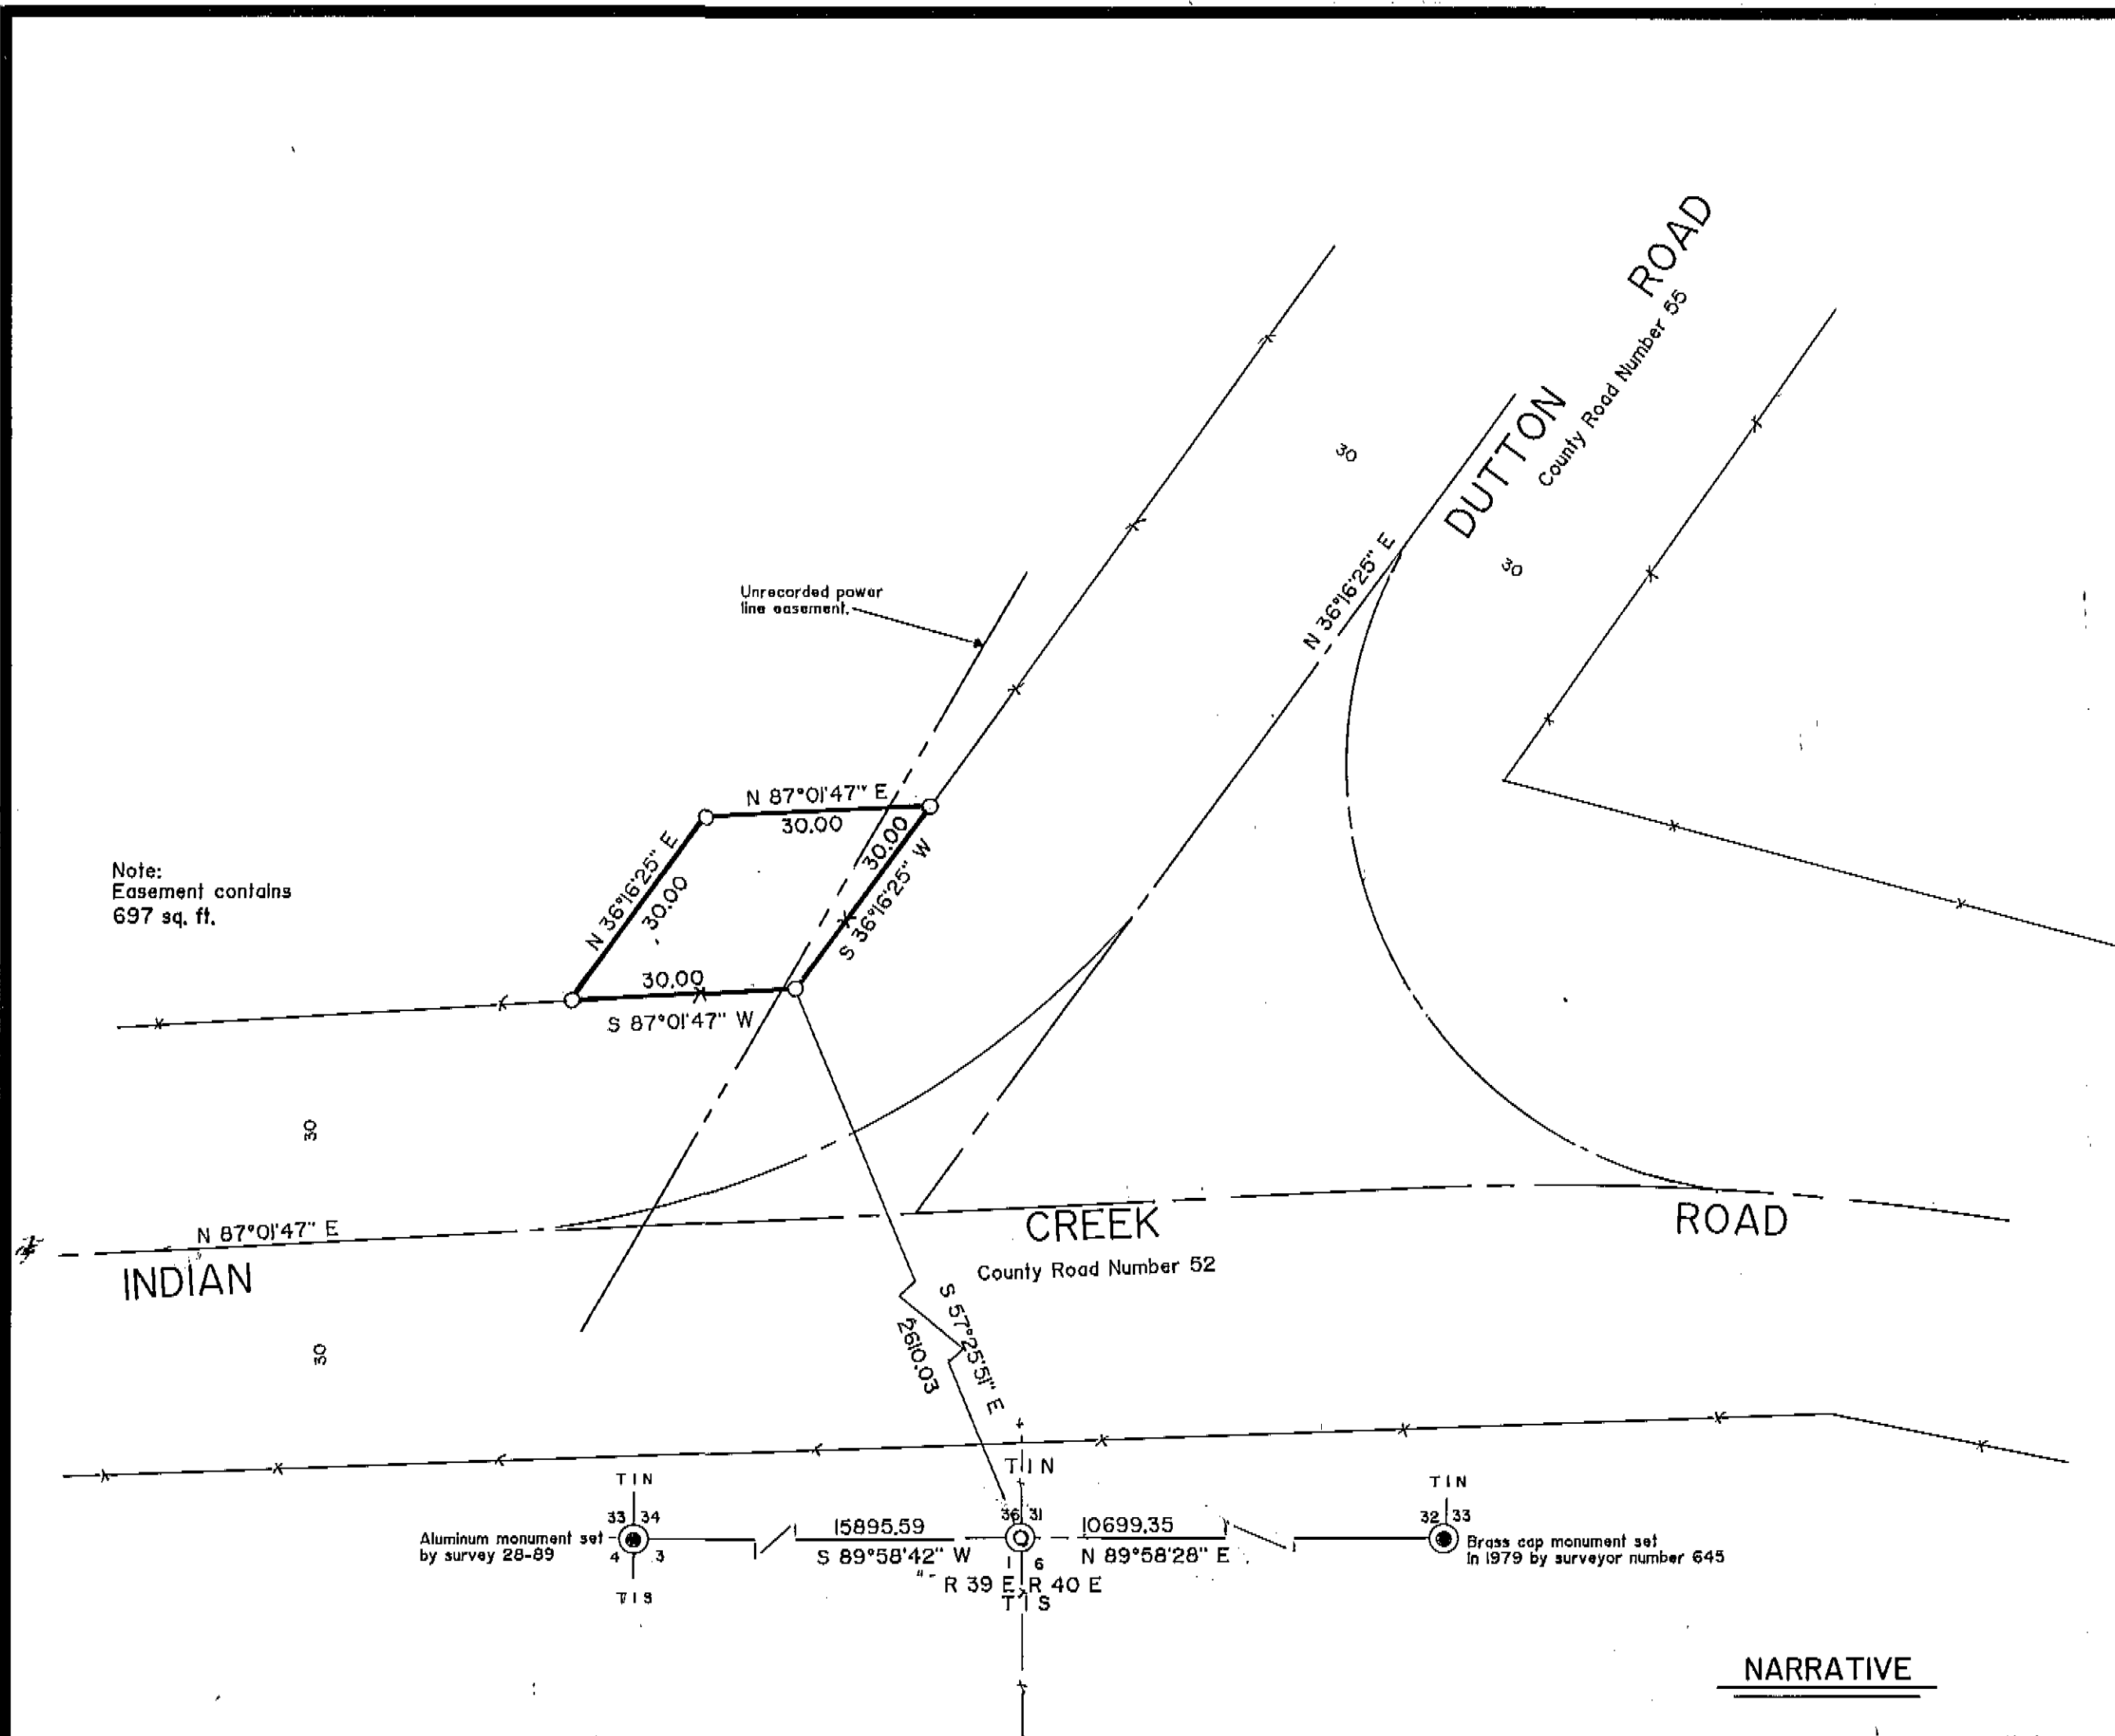 DUTTON ROAD
County Road Number 55
30
30
N 36°16'25" E
Unrecorded power
line easement.
N 87°01'47" E
30.00
30.00
S 36°16'25" W
N 36°16'25" E
30.00
30.00
S 87°01'47" W
Note:
Easement contains
697 sq. ft.
30
N 87°01'47" E
INDIAN CREEK ROAD
County Road Number 52
30
S 57°25'51" E
2610.03
T1N
T1N
T1N
33 34
36 31
32 33
Aluminum monument set
by survey 28-89
4 3
T1S
15895.59
S 89°58'42" W
10699.35
N 89°58'28" E
1 6
R 39 E R 40 E
T1S
Brass cap monument set
in 1979 by surveyor number 645
NARRATIVE